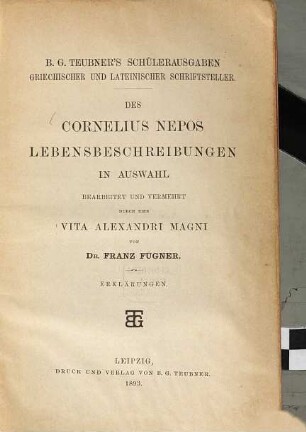 B. G. TEUBNER'S SCHÜLERAUSGABEN
GRIECHISCHER UND LATEINISCHER SCHRIFTSTELLER.
DES
CORNELIUS NEPOS
LEBENSBESCHREIBUNGEN
IN AUSWAHL
BEARBEITET UND VERMEHRT
DURCH EINE
VITA ALEXANDRI MAGNI
VON
DR. FRANZ FÜGNER.
ERKLÄRUNGEN.
BTG
LEIPZIG,
DRUCK UND VERLAG VON B. G. TEUBNER.
1893.